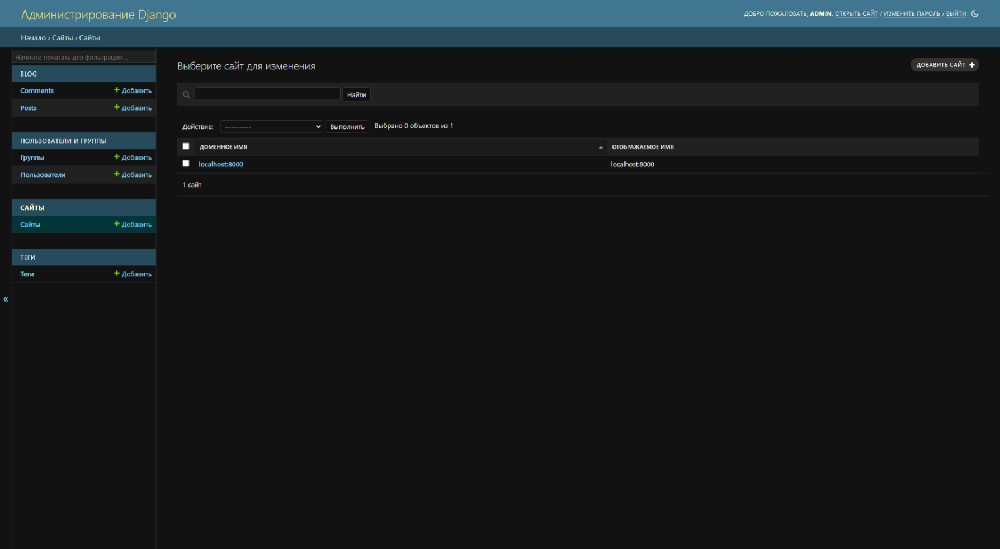 Администрирование Django
ДОБРО ПОЖАЛОВАТЬ, ADMIN. ОТКРЫТЬ САЙТ / ИЗМЕНИТЬ ПАРОЛЬ / ВЫЙТИ
Начало › Сайты › Сайты
Начните печатать для фильтрации...
BLOG
Comments Добавить
Posts Добавить
ПОЛЬЗОВАТЕЛИ И ГРУППЫ
Группы Добавить
Пользователи Добавить
САЙТЫ
Сайты Добавить
ТЕГИ
Теги Добавить
«
Выберите сайт для изменения
ДОБАВИТЬ САЙТ
Найти
Действие: --------- Выполнить Выбрано 0 объектов из 1
ДОМЕННОЕ ИМЯ ОТОБРАЖАЕМОЕ ИМЯ
localhost:8000 localhost:8000
1 сайт